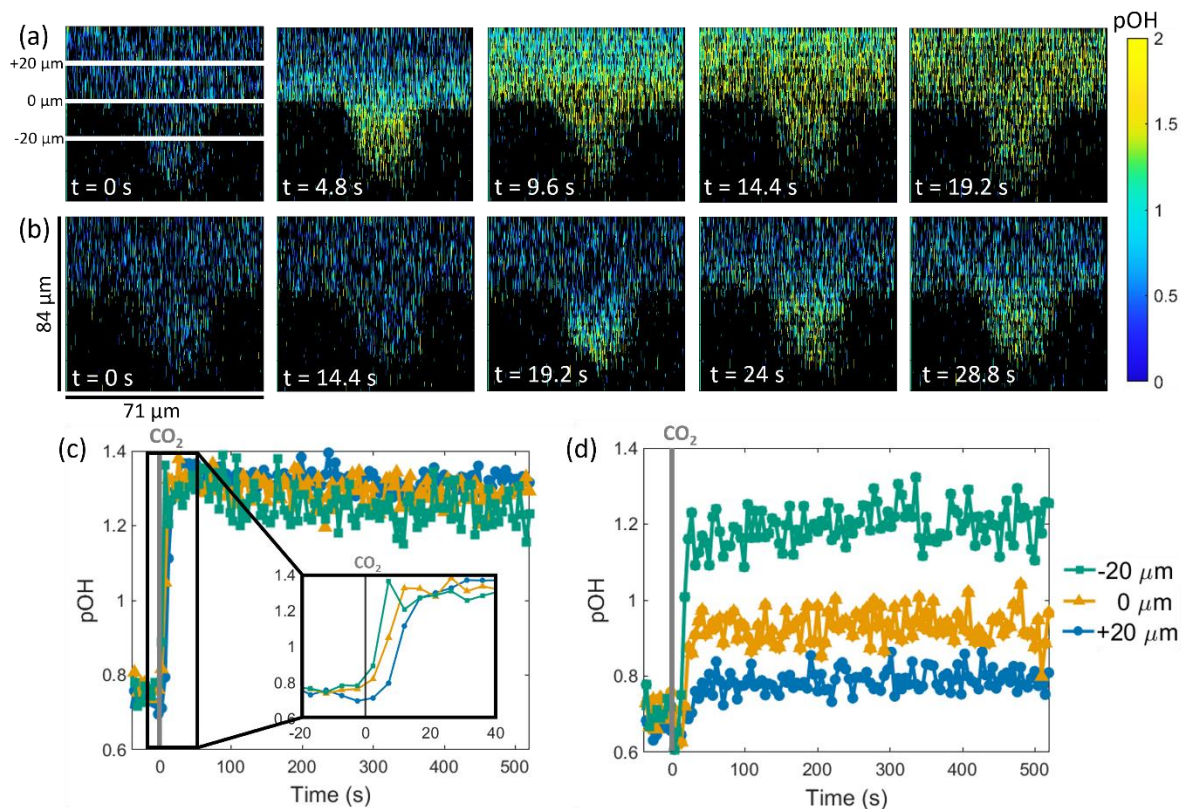 (a)
+20 µm
0 µm
-20 µm
t = 0 s
t = 4.8 s
t = 9.6 s
t = 14.4 s
t = 19.2 s
pOH
2
1.5
1
0.5
0
(b)
84 µm
t = 0 s
t = 14.4 s
t = 19.2 s
t = 24 s
t = 28.8 s
71 µm
(c)
CO₂
1.4
1.2
1
0.8
0.6
pOH
0
100
200
300
400
500
Time (s)
CO₂
1.4
1.2
1
0.8
0.6
-20
0
20
40
(d)
CO₂
1.4
1.2
1
0.8
0.6
pOH
0
100
200
300
400
500
Time (s)
-20 µm
0 µm
+20 µm